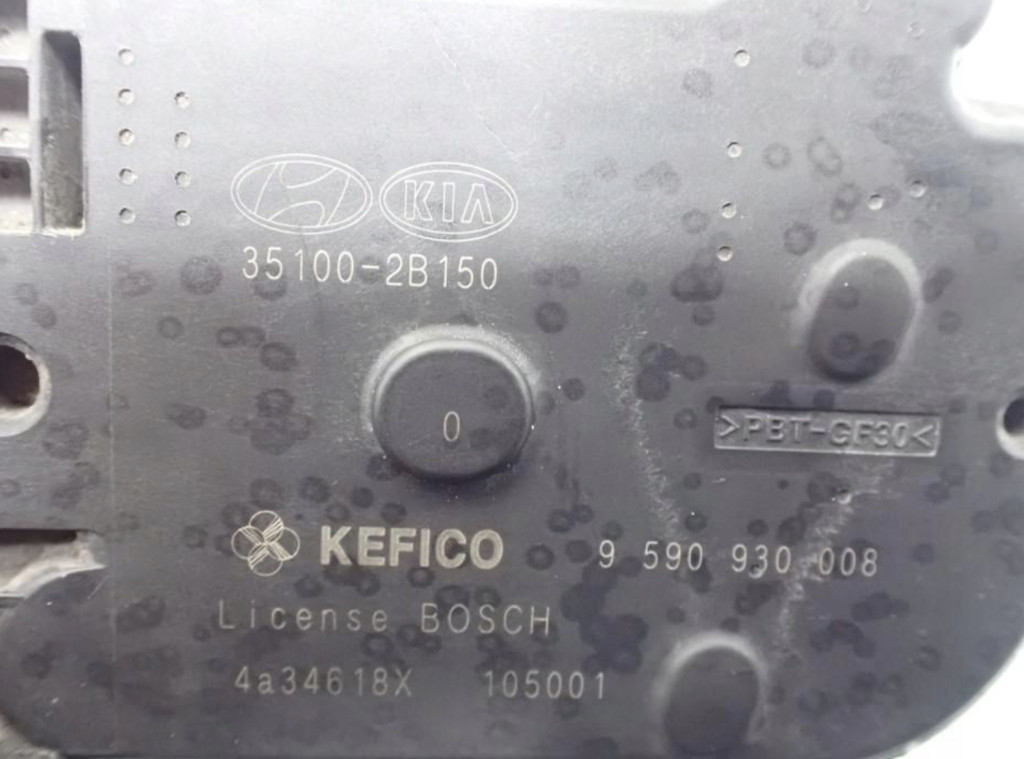 KIA
35100-2B150
0
>PBT-GF30<
KEFICO 9 590 930 008
License BOSCH
4a34618X 105001